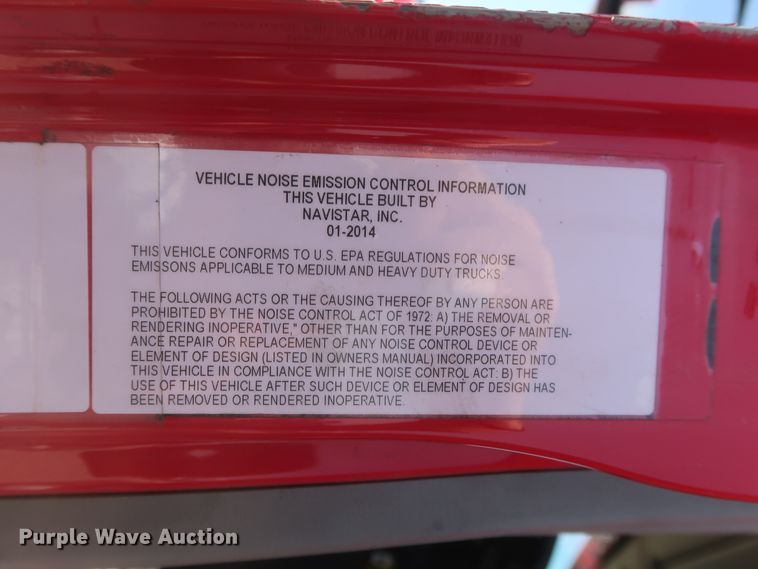 VEHICLE NOISE EMISSION CONTROL INFORMATION
THIS VEHICLE BUILT BY
NAVISTAR, INC.
01-2014
THIS VEHICLE CONFORMS TO U.S. EPA REGULATIONS FOR NOISE
EMISSONS APPLICABLE TO MEDIUM AND HEAVY DUTY TRUCKS.
THE FOLLOWING ACTS OR THE CAUSING THEREOF BY ANY PERSON ARE
PROHIBITED BY THE NOISE CONTROL ACT OF 1972: A) THE REMOVAL OR
RENDERING INOPERATIVE," OTHER THAN FOR THE PURPOSES OF MAINTEN-
ANCE REPAIR OR REPLACEMENT OF ANY NOISE CONTROL DEVICE OR
ELEMENT OF DESIGN (LISTED IN OWNERS MANUAL) INCORPORATED INTO
THIS VEHICLE IN COMPLIANCE WITH THE NOISE CONTROL ACT: B) THE
USE OF THIS VEHICLE AFTER SUCH DEVICE OR ELEMENT OF DESIGN HAS
BEEN REMOVED OR RENDERED INOPERATIVE.
Purple Wave Auction